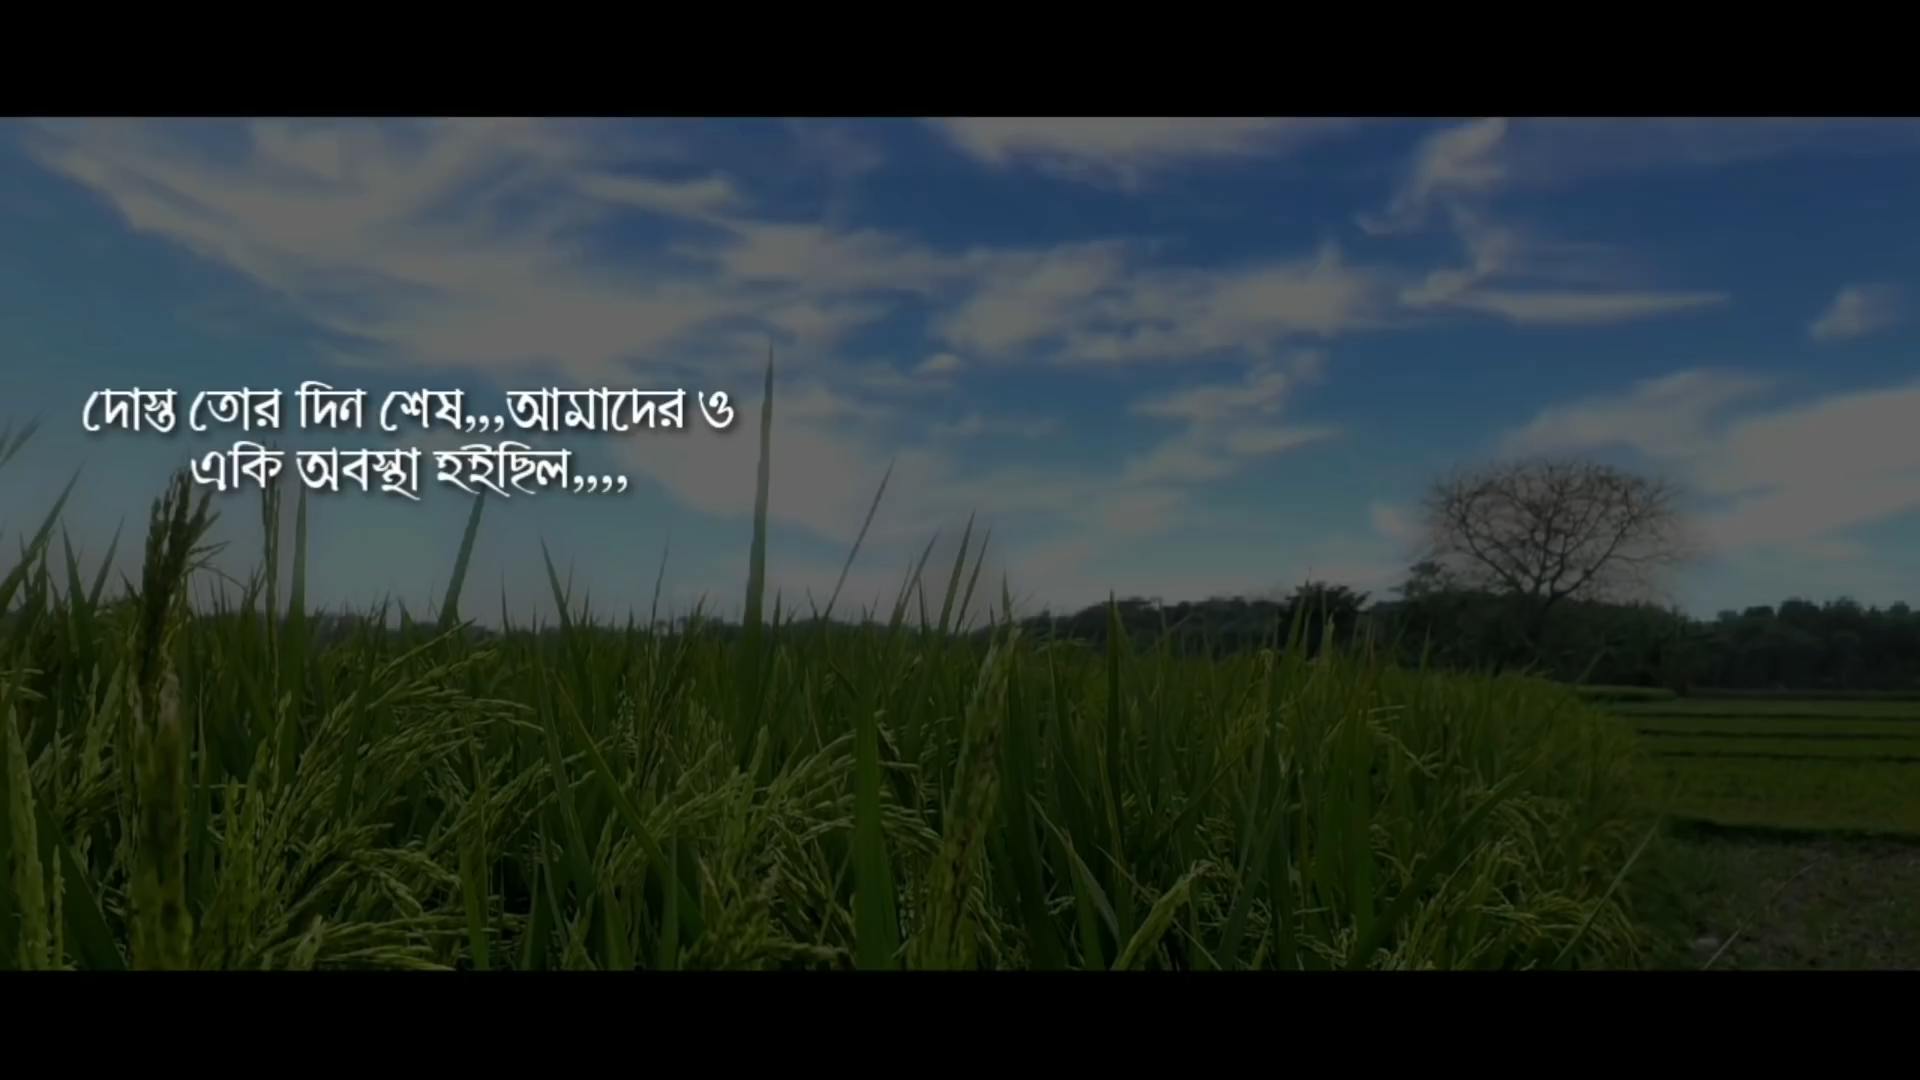 দোস্ত তোর দিন শেষ,,,আমাদের ও
একি অবস্থা হইছিল,,,,